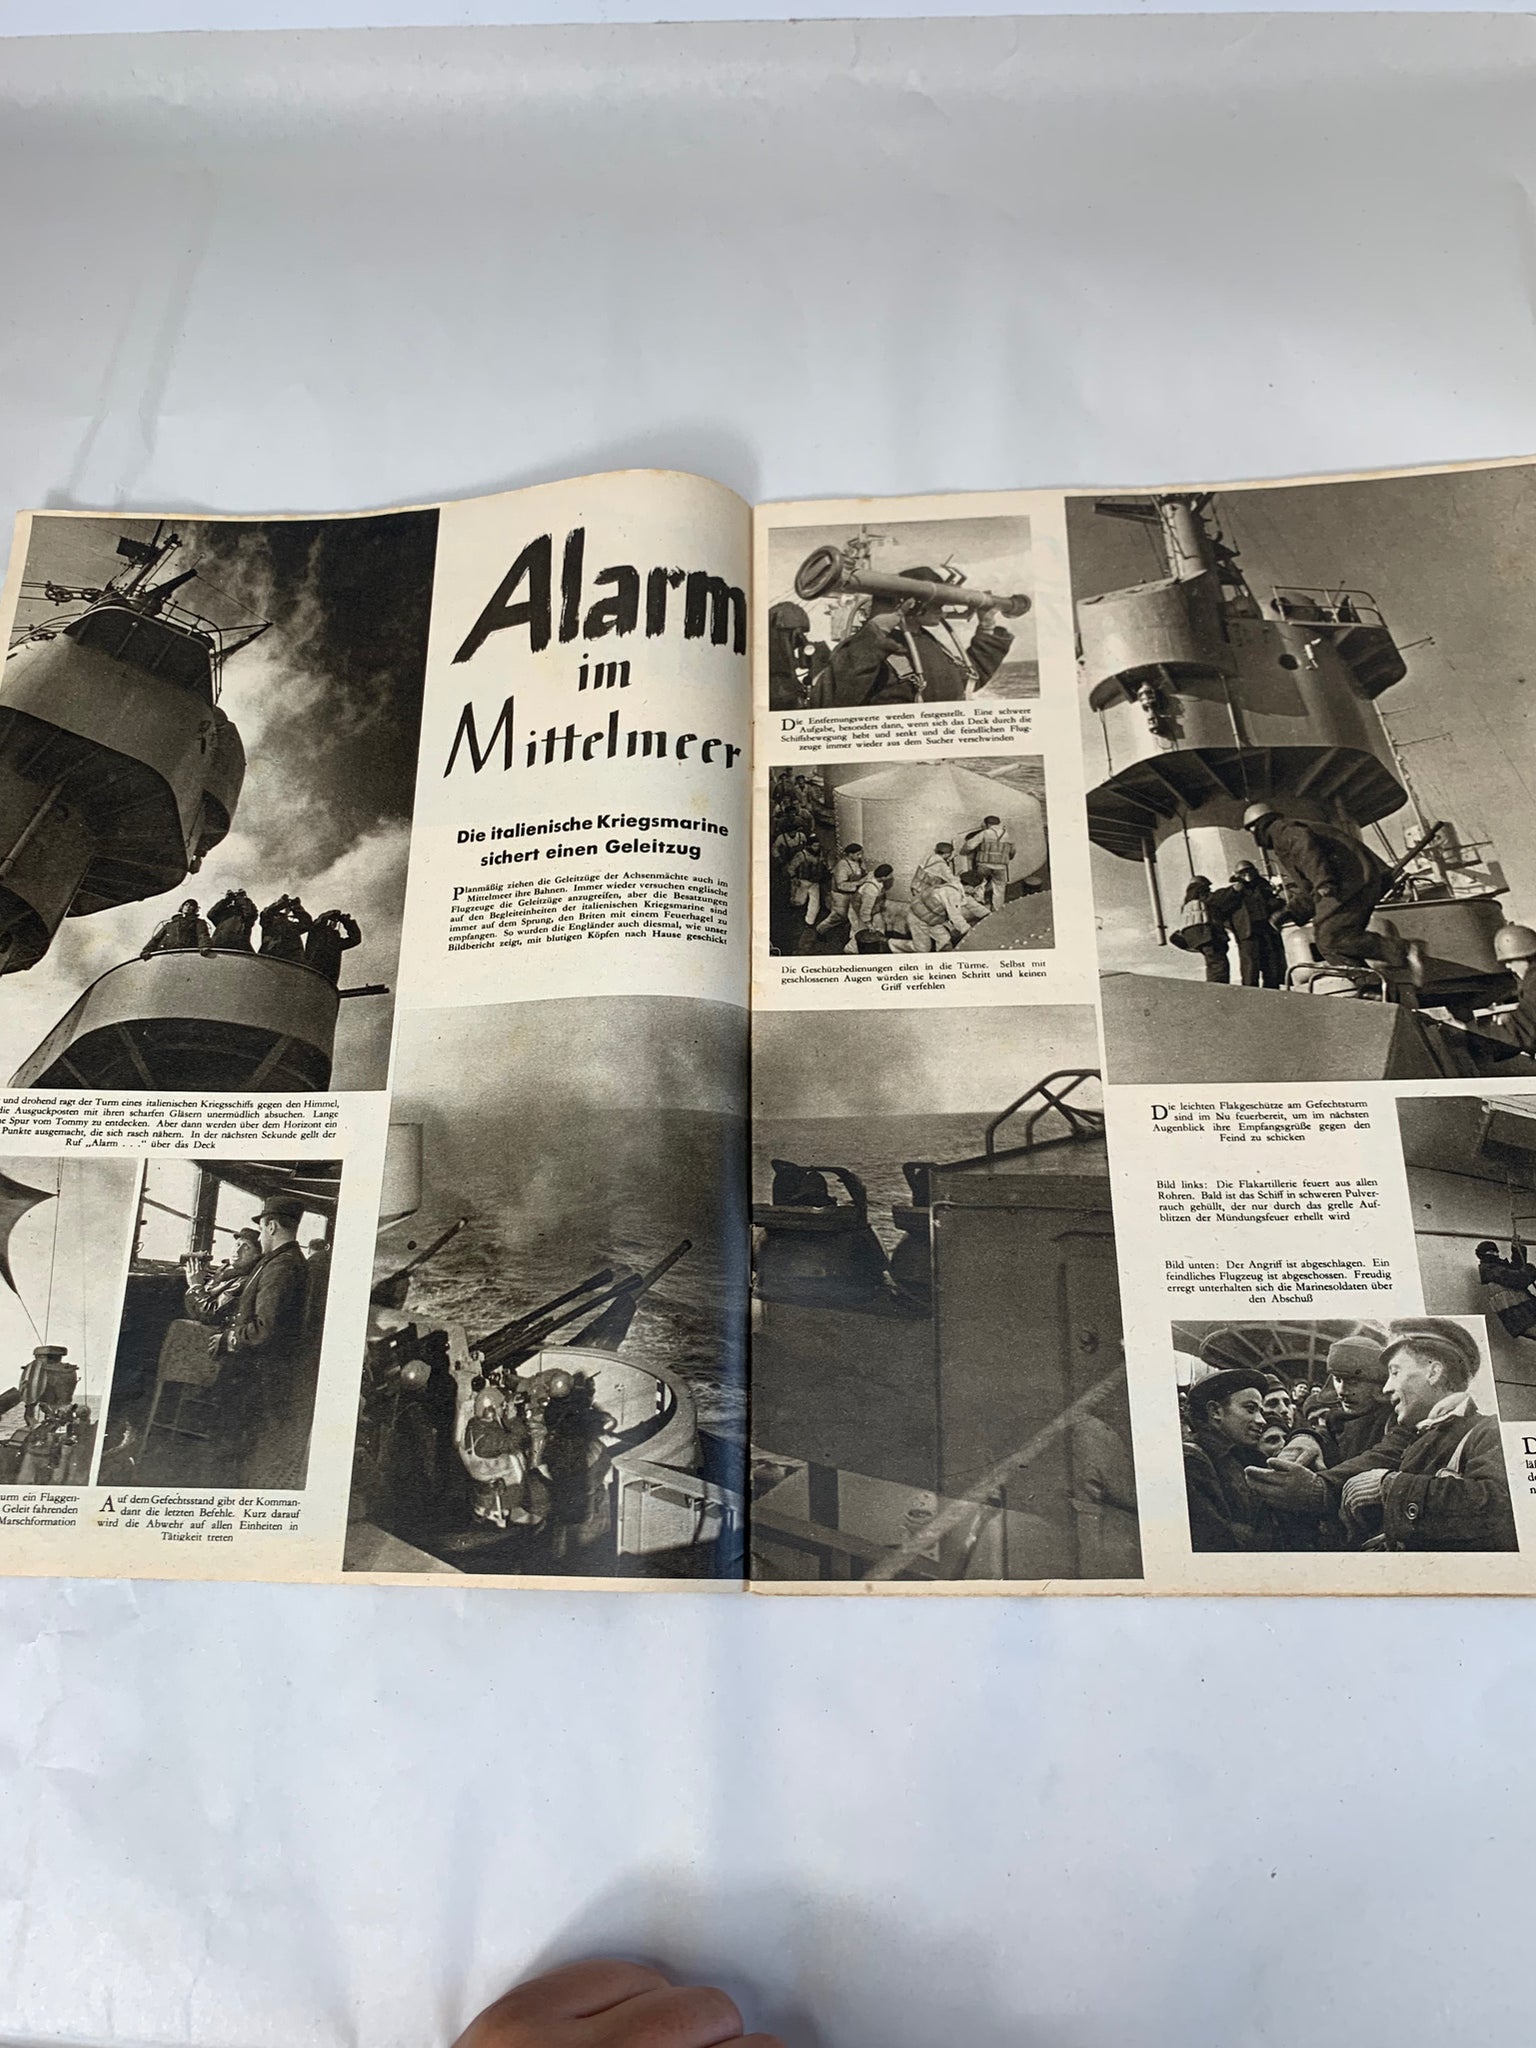 Alarm
im
Mittelmeer
Die italienische Kriegsmarine
sichert einen Geleitzug
Planmäßig ziehen die Geleitzüge der Achsenmächte auch im
Mittelmeer ihre Bahnen. Immer wieder versuchen englische
Flugzeuge die Geleitzüge anzugreifen, aber die Besatzungen
auf den Begleiteinheiten der italienischen Kriegsmarine sind
immer auf dem Sprung, den Briten mit einem Feuerhagel zu
empfangen. So wurden die Engländer auch diesmal, wie unser
Bildbericht zeigt, mit blutigen Köpfen nach Hause geschickt
und drohend ragt der Turm eines italienischen Kriegsschiffs gegen den Himmel,
die Ausguckposten mit ihren scharfen Gläsern unermüdlich absuchen. Lange
Spur vom Tommy zu entdecken. Aber dann werden über dem Horizont ein
Punkte ausgemacht, die sich rasch nähern. In der nächsten Sekunde gellt der
Ruf „Alarm . . .“ über das Deck
ein Flaggen-
Geleit fahrenden
Marschformation
Auf dem Gefechtsstand gibt der Komman-
dant die letzten Befehle. Kurz darauf
wird die Abwehr auf allen Einheiten in
Tätigkeit treten
Die Entfernungswerte werden festgestellt. Eine schwere
Aufgabe, besonders dann, wenn sich das Deck durch die
Schiffsbewegung hebt und senkt und die feindlichen Flug-
zeuge immer wieder aus dem Sucher verschwinden
Die Geschützbedienungen eilen in die Türme. Selbst mit
geschlossenen Augen würden sie keinen Schritt und keinen
Griff verfehlen
Die leichten Flakgeschütze am Gefechtsturm
sind im Nu feuerbereit, um im nächsten
Augenblick ihre Empfangsgrüße gegen den
Feind zu schicken
Bild links: Die Flakartillerie feuert aus allen
Rohren. Bald ist das Schiff in schweren Pulver-
rauch gehüllt, der nur durch das grelle Auf-
blitzen der Mündungsfeuer erhellt wird
Bild unten: Der Angriff ist abgeschlagen. Ein
feindliches Flugzeug ist abgeschossen. Freudig
erregt unterhalten sich die Marinesoldaten über
den Abschuß